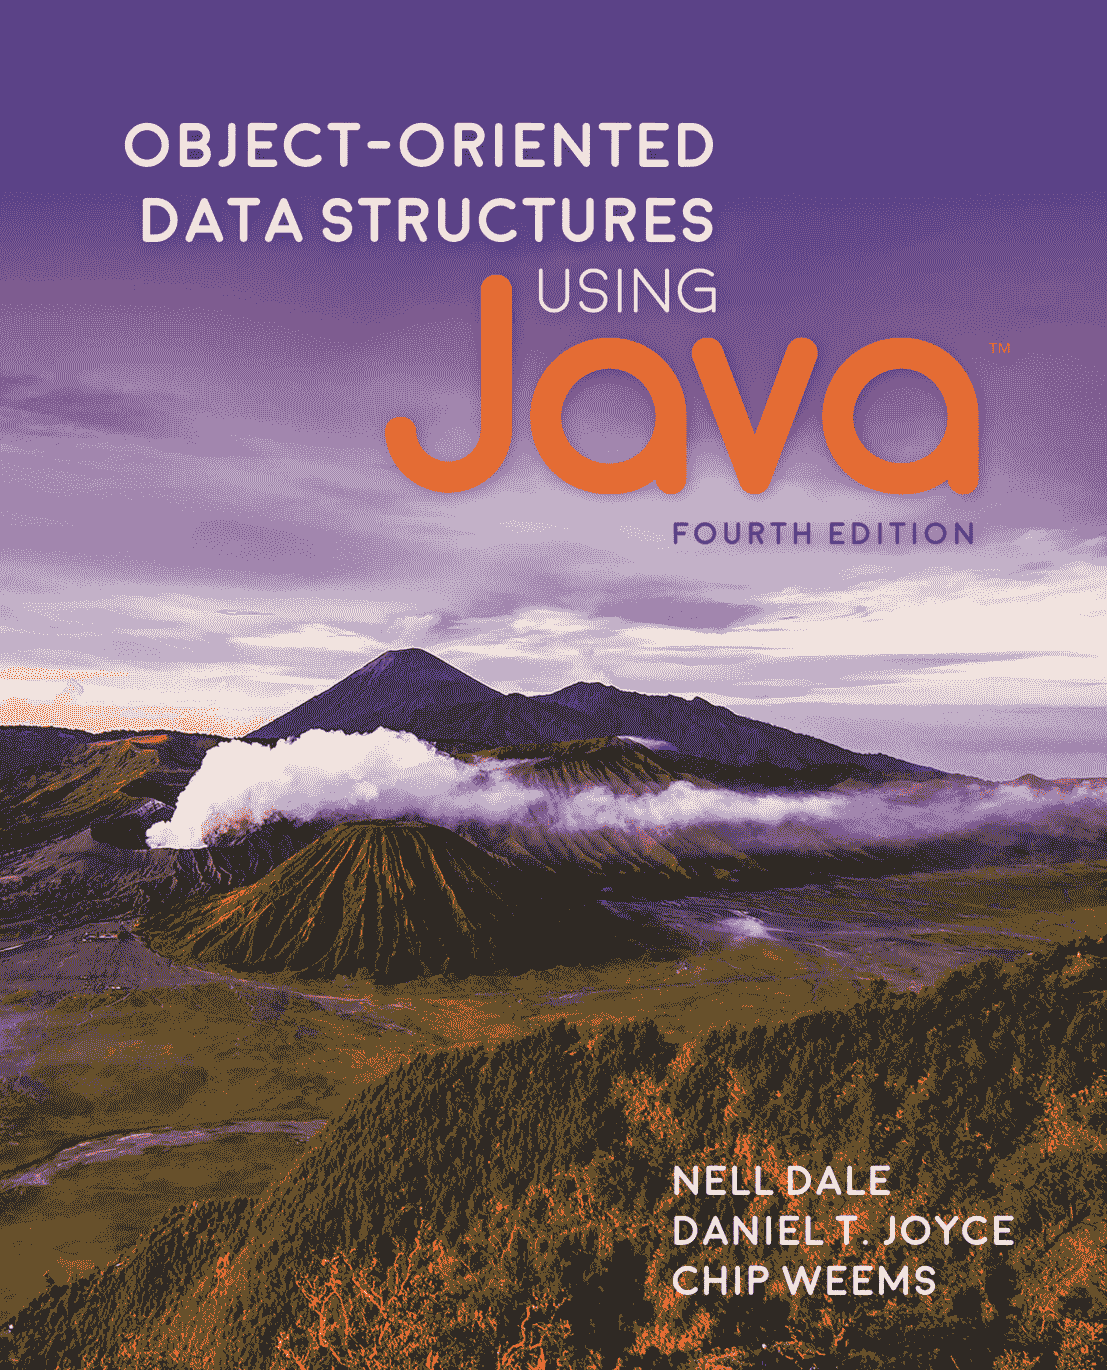 OBJECT-ORIENTED
DATA STRUCTURES
USING
Java™
FOURTH EDITION
NELL DALE
DANIEL T. JOYCE
CHIP WEEMS